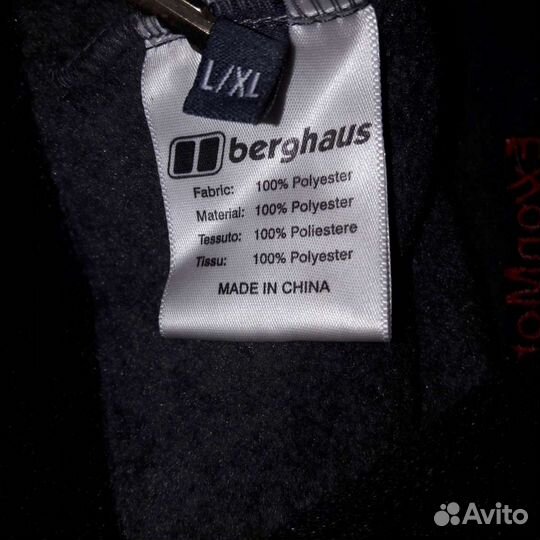 L/XL
berghaus
Fabric: 100% Polyester
Material: 100% Polyester
Tessuto: 100% Poliestere
Tissu: 100% Polyester
MADE IN CHINA
Avito